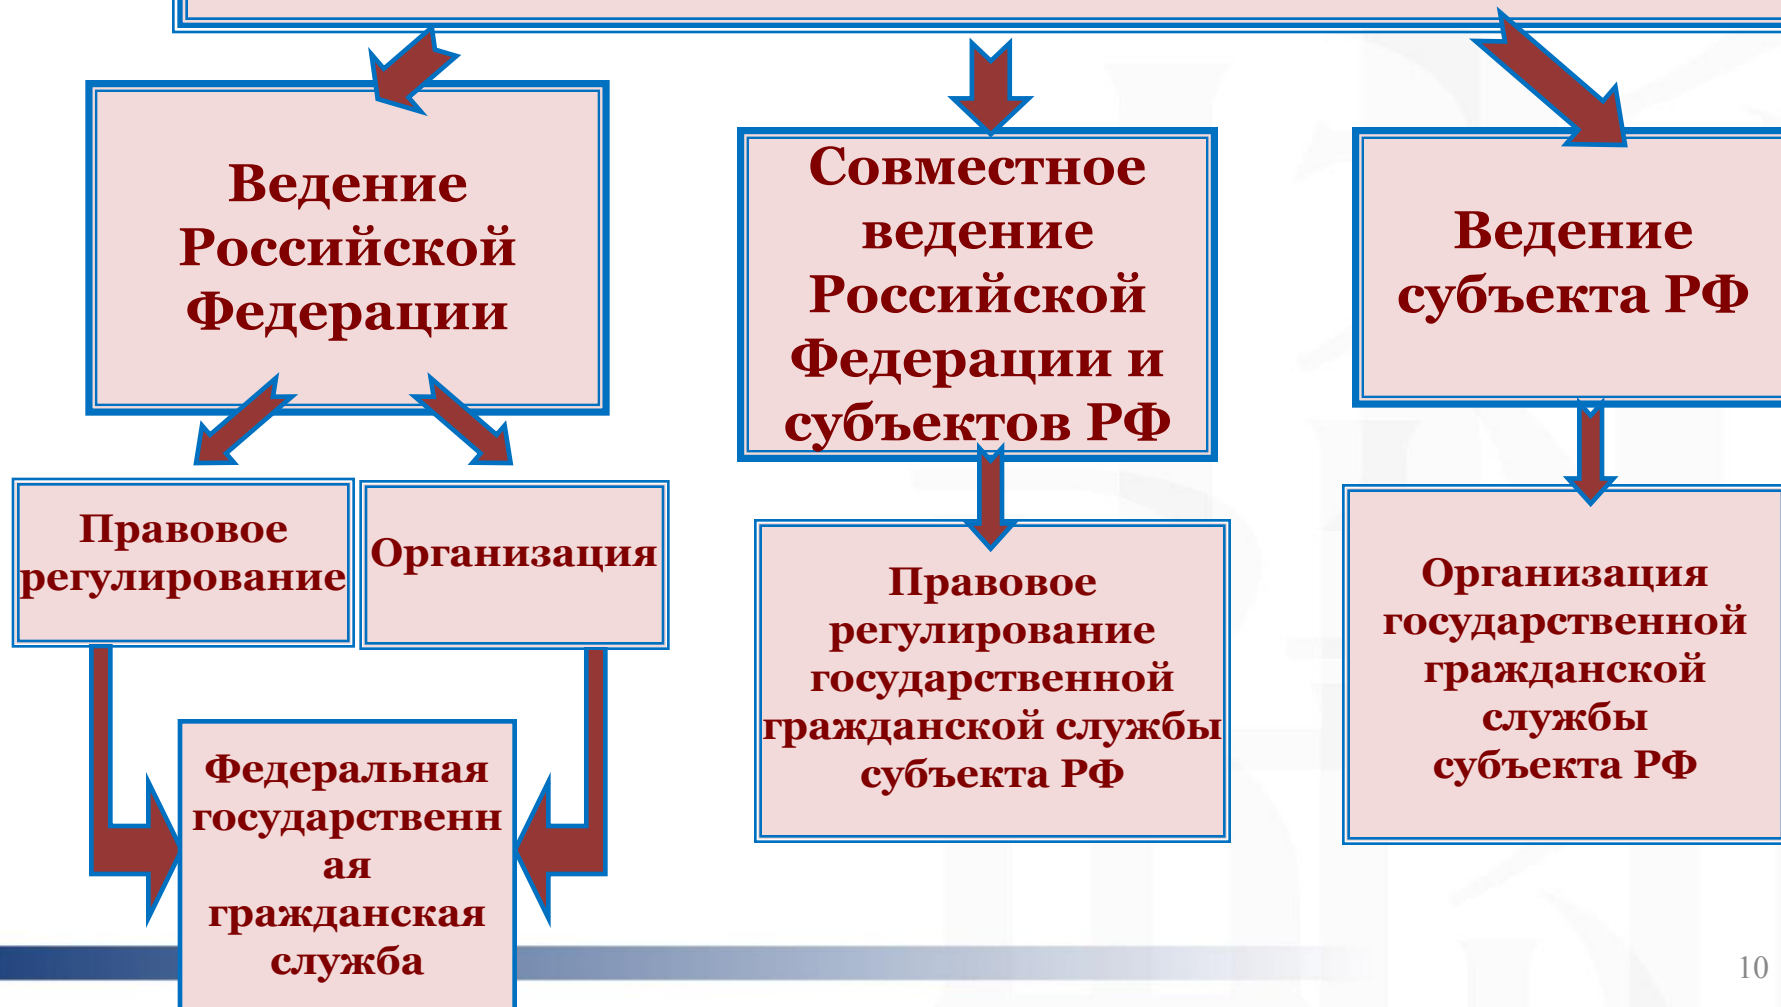 Ведение
Российской
Федерации
Совместное
ведение
Российской
Федерации и
субъектов РФ
Ведение
субъекта РФ
Правовое
регулирование
Организация
Федеральная
государственн
ая
гражданская
служба
Правовое
регулирование
государственной
гражданской службы
субъекта РФ
Организация
государственной
гражданской
службы
субъекта РФ
10